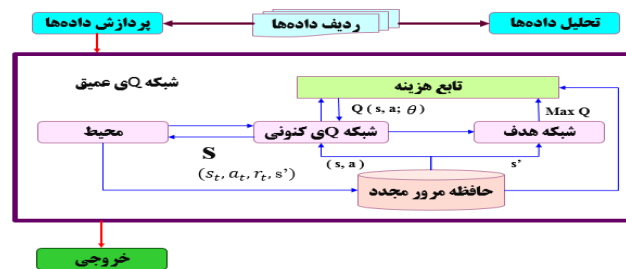 تحلیل داده‌ها
ردیف داده‌ها
پردازش داده‌ها
شبکه Qی عمیق
تابع هزینه
Q ( s, a; θ )
Max Q
محیط
شبکه Qی کنونی
شبکه هدف
S
(s_t, a_t, r_t, s’)
( s, a )
s’
حافظه مرور مجدد
خروجی